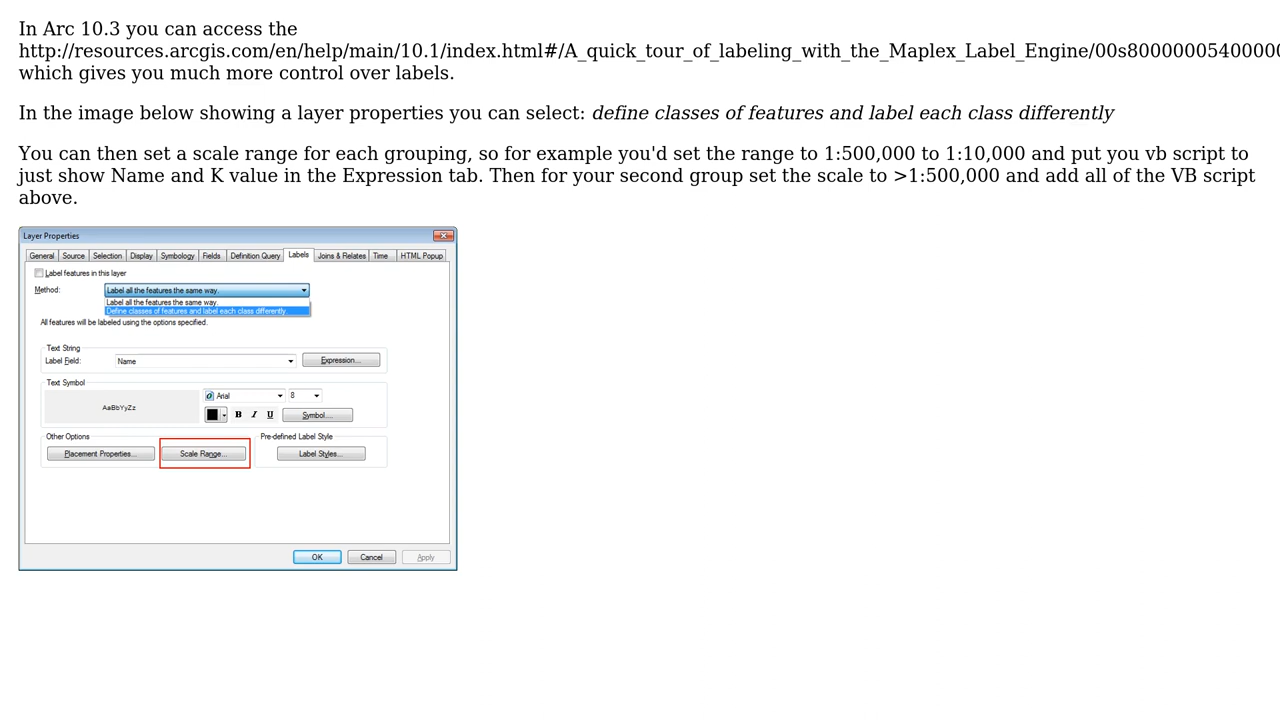 In Arc 10.3 you can access the
http://resources.arcgis.com/en/help/main/10.1/index.html#/A_quick_tour_of_labeling_with_the_Maplex_Label_Engine/00s80000005400000
which gives you much more control over labels.
In the image below showing a layer properties you can select: define classes of features and label each class differently
You can then set a scale range for each grouping, so for example you'd set the range to 1:500,000 to 1:10,000 and put you vb script to
just show Name and K value in the Expression tab. Then for your second group set the scale to >1:500,000 and add all of the VB script
above.
Layer Properties
General Source Selection Display Symbology Fields Definition Query Labels Joins & Relates Time HTML Popup
Label features in this layer
Method: Label all the features the same way.
Label all the features the same way.
Define classes of features and label each class differently.
All features will be labeled using the options specified.
Text String
Label Field: Name Expression...
Text Symbol
AaBbYyZz Arial 8
B I U Symbol...
Other Options Pre-defined Label Style
Placement Properties... Scale Range... Label Styles...
OK Cancel Apply